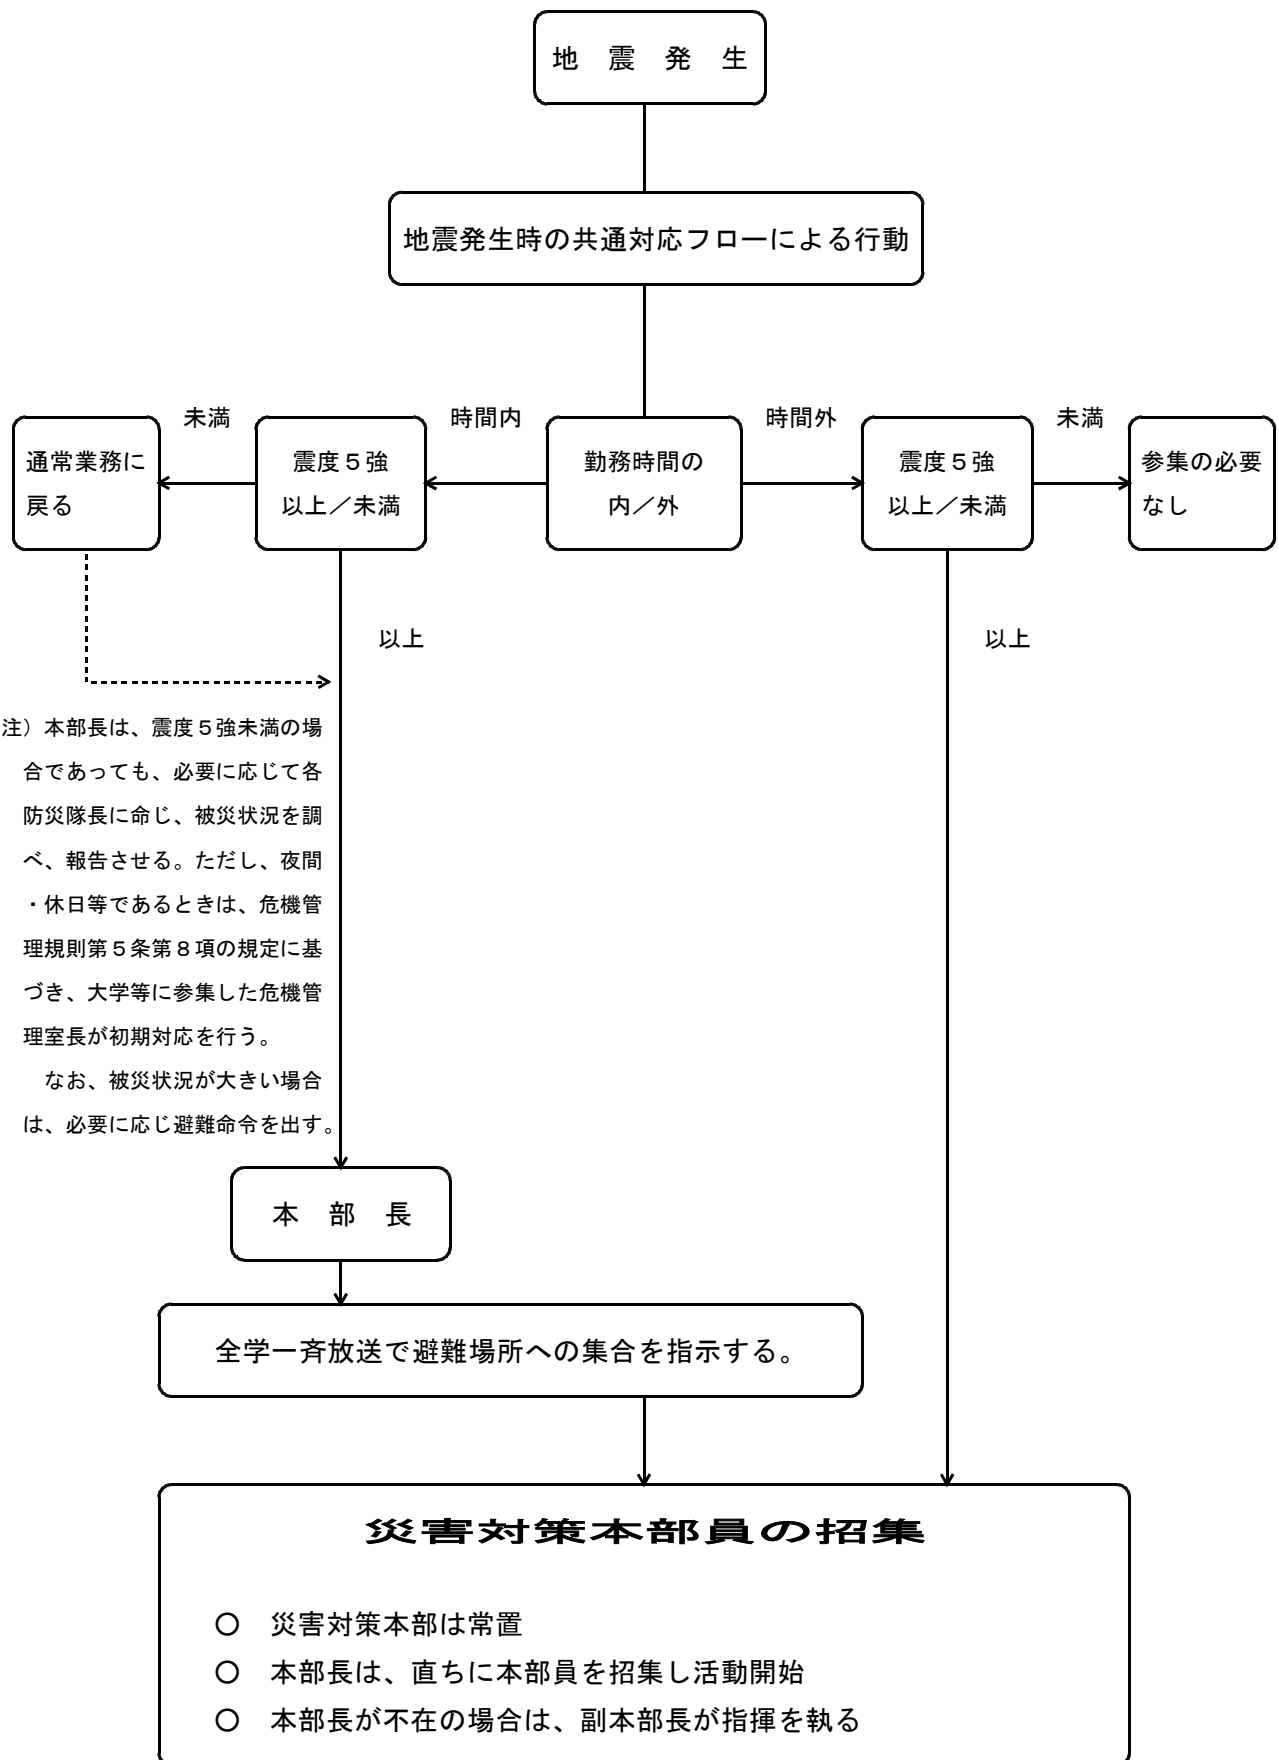 地　震　発　生
地震発生時の共通対応フローによる行動
未満
時間内
時間外
未満
通常業務に
戻る
震度５強
以上／未満
勤務時間の
内／外
震度５強
以上／未満
参集の必要
なし
以上
以上
注）本部長は、震度５強未満の場
合であっても、必要に応じて各
防災隊長に命じ、被災状況を調
べ、報告させる。ただし、夜間
・休日等であるときは、危機管
理規則第５条第８項の規定に基
づき、大学等に参集した危機管
理室長が初期対応を行う。
なお、被災状況が大きい場合
は、必要に応じ避難命令を出す。
本　部　長
全学一斉放送で避難場所への集合を指示する。
災害対策本部員の招集
○　災害対策本部は常置
○　本部長は、直ちに本部員を招集し活動開始
○　本部長が不在の場合は、副本部長が指揮を執る